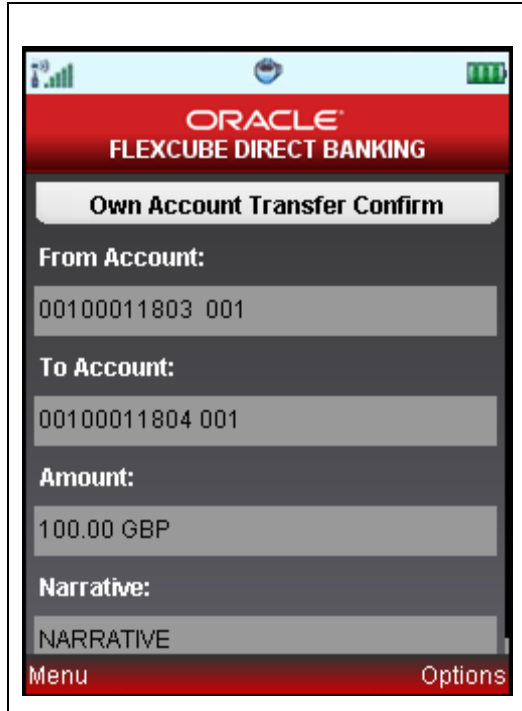 ORACLE
FLEXCUBE DIRECT BANKING
Own Account Transfer Confirm
From Account:
00100011803 001
To Account:
00100011804 001
Amount:
100.00 GBP
Narrative:
NARRATIVE
Menu Options